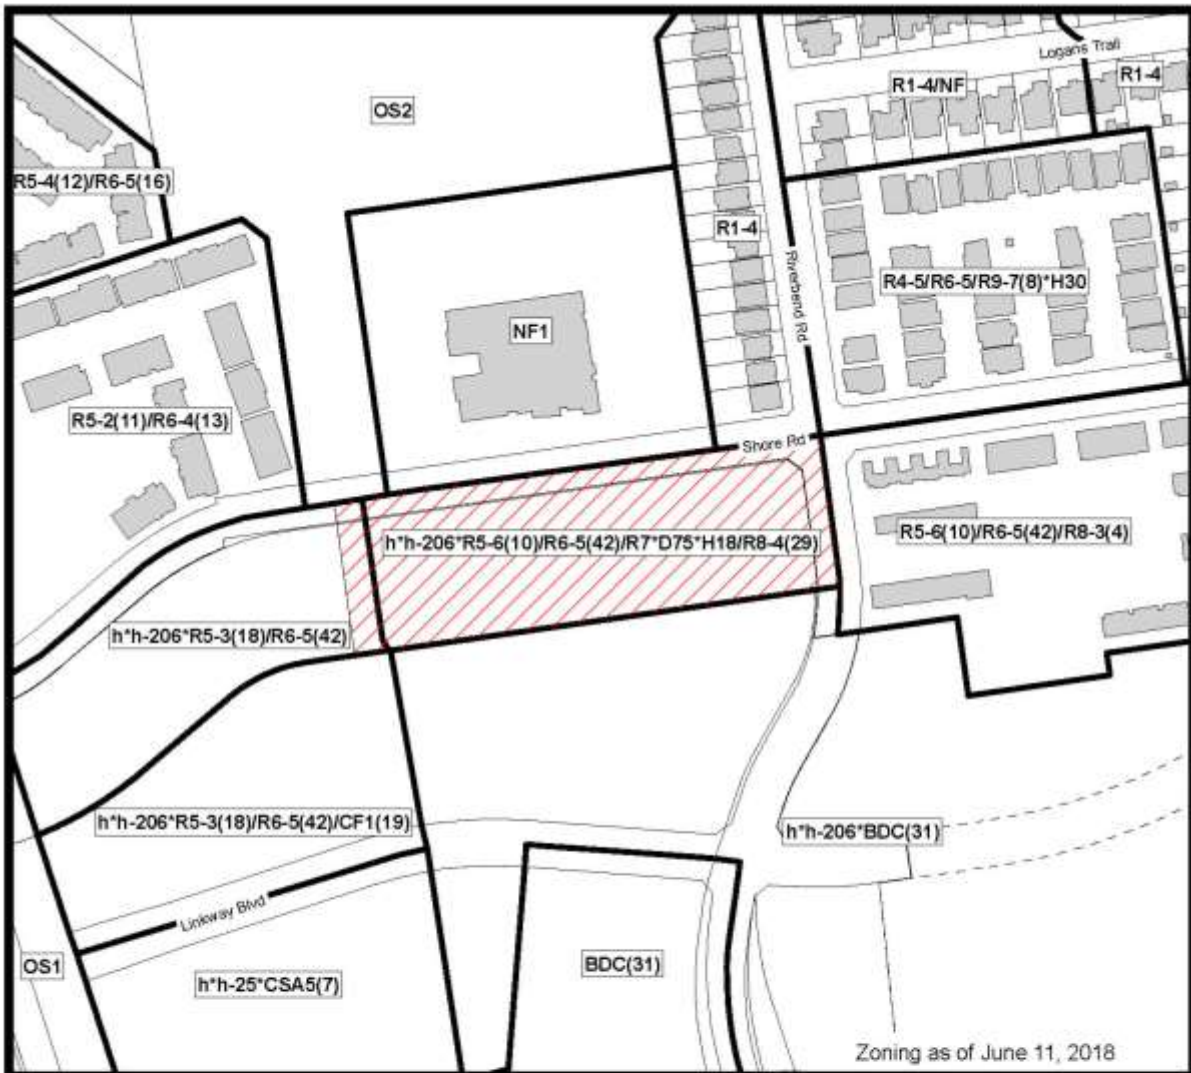 Logans Trail
R1-4/NF
R1-4
OS2
R5-4(12)/R6-5(16)
R1-4
Riverbend Rd
R4-5/R6-5/R9-7(8)*H30
NF1
R5-2(11)/R6-4(13)
Shore Rd
h*h-206*R5-6(10)/R6-5(42)/R7*D75*H18/R8-4(29)
R5-6(10)/R6-5(42)/R8-3(4)
h*h-206*R5-3(18)/R6-5(42)
h*h-206*R5-3(18)/R6-5(42)/CF1(19)
h*h-206*BDC(31)
Linkway Blvd
OS1
BDC(31)
h*h-25*CSA5(7)
Zoning as of June 11, 2018